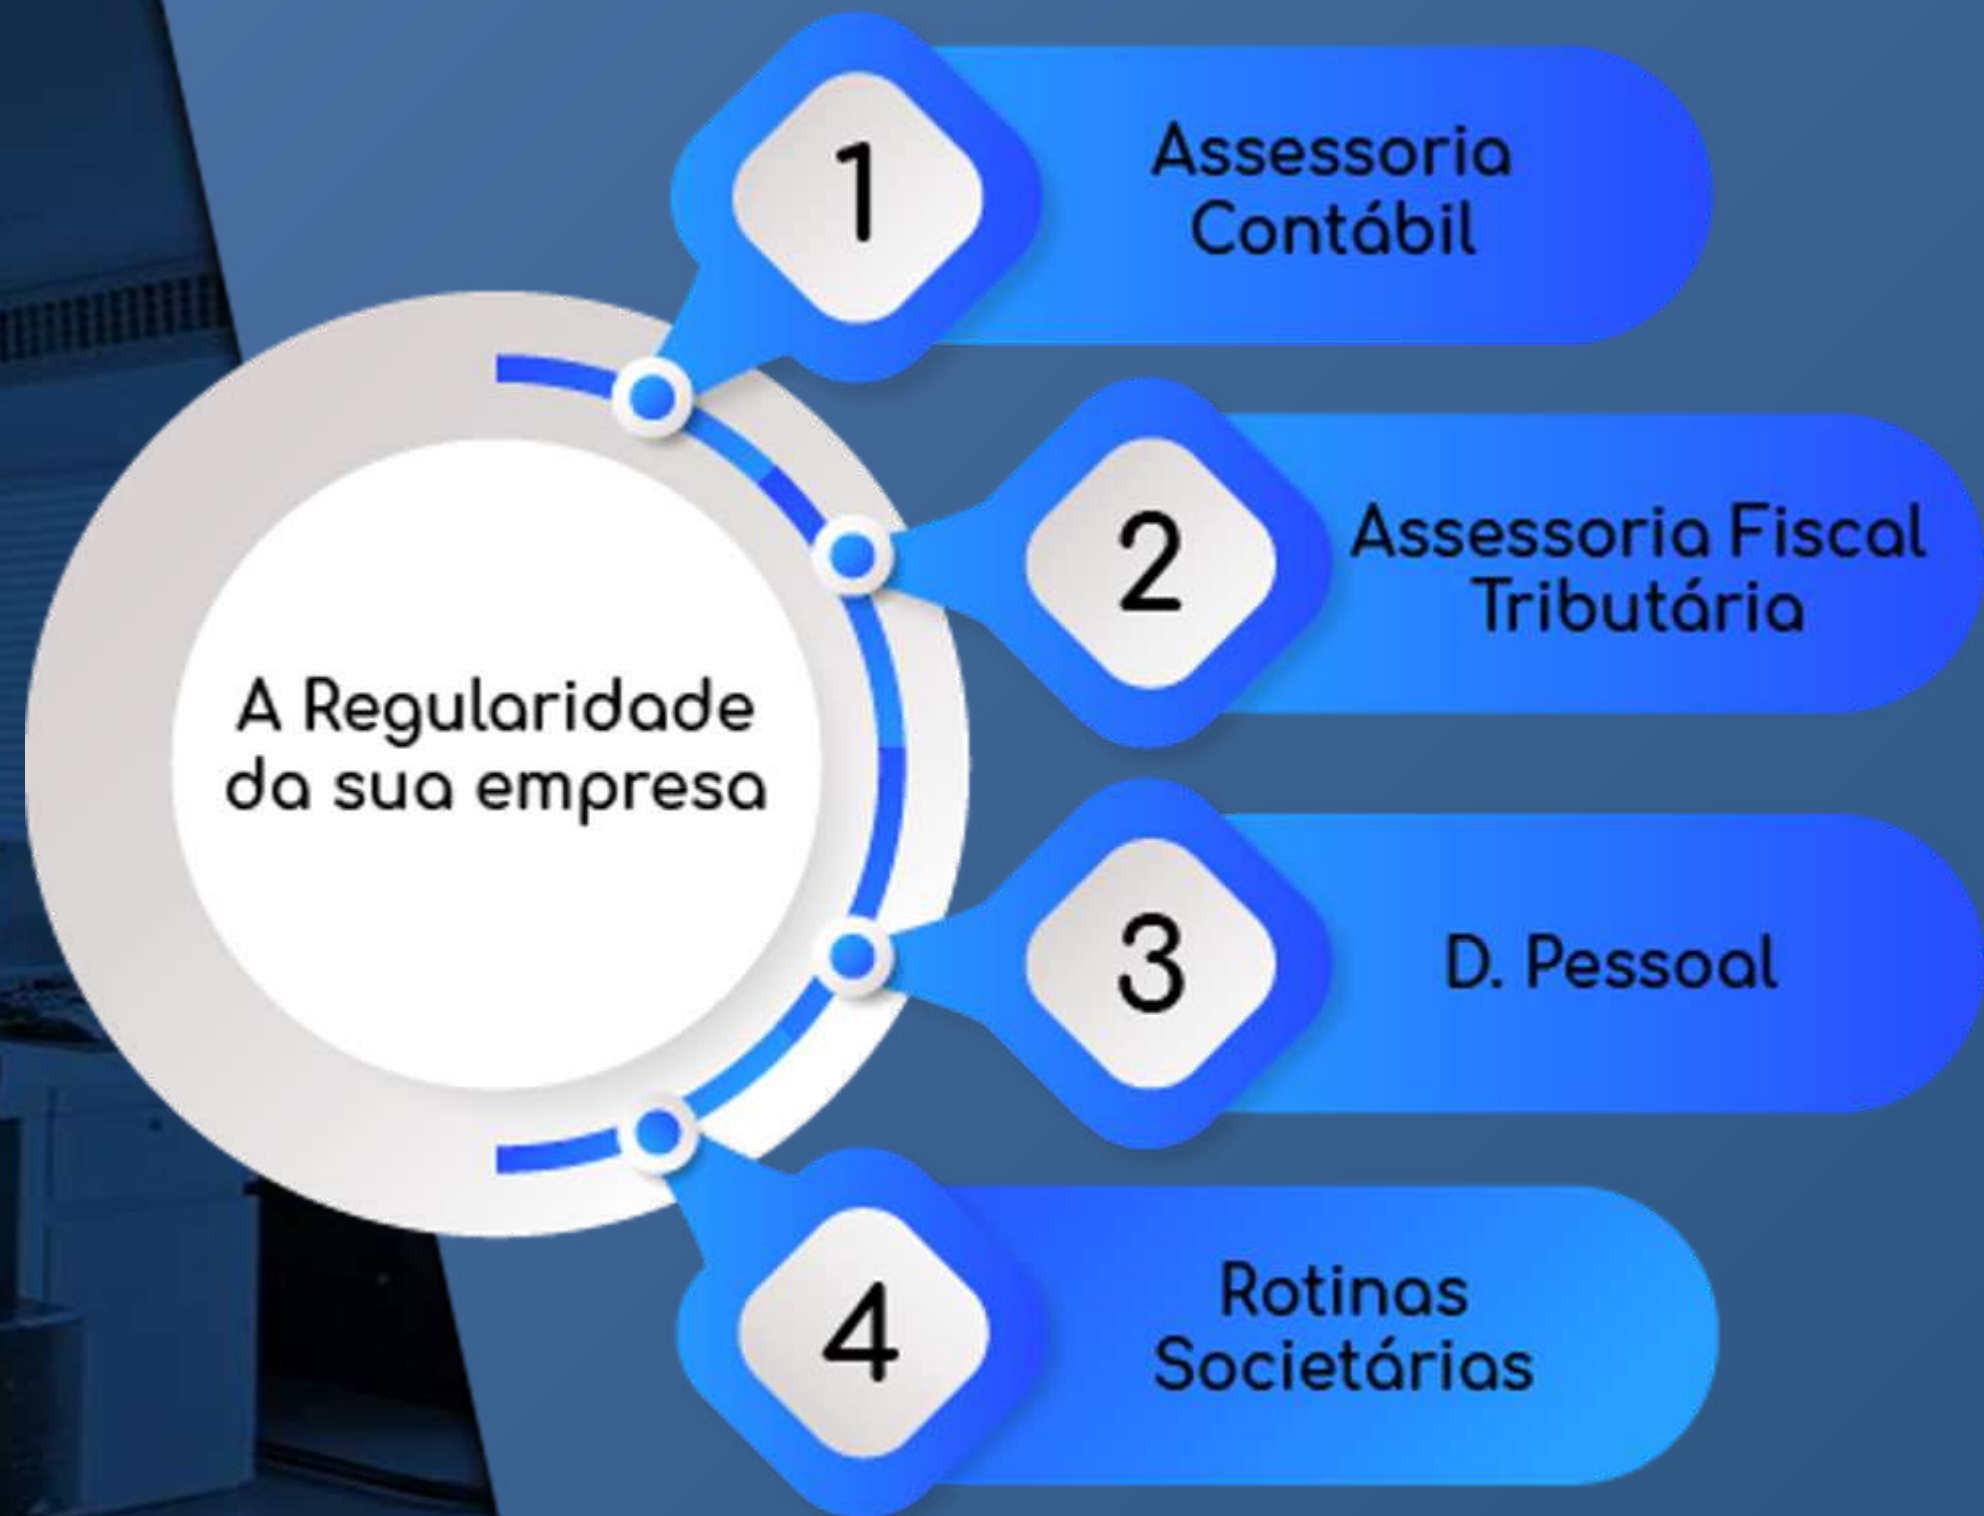 A Regularidade
da sua empresa
1
Assessoria
Contábil
2
Assessoria Fiscal
Tributária
3
D. Pessoal
4
Rotinas
Societárias